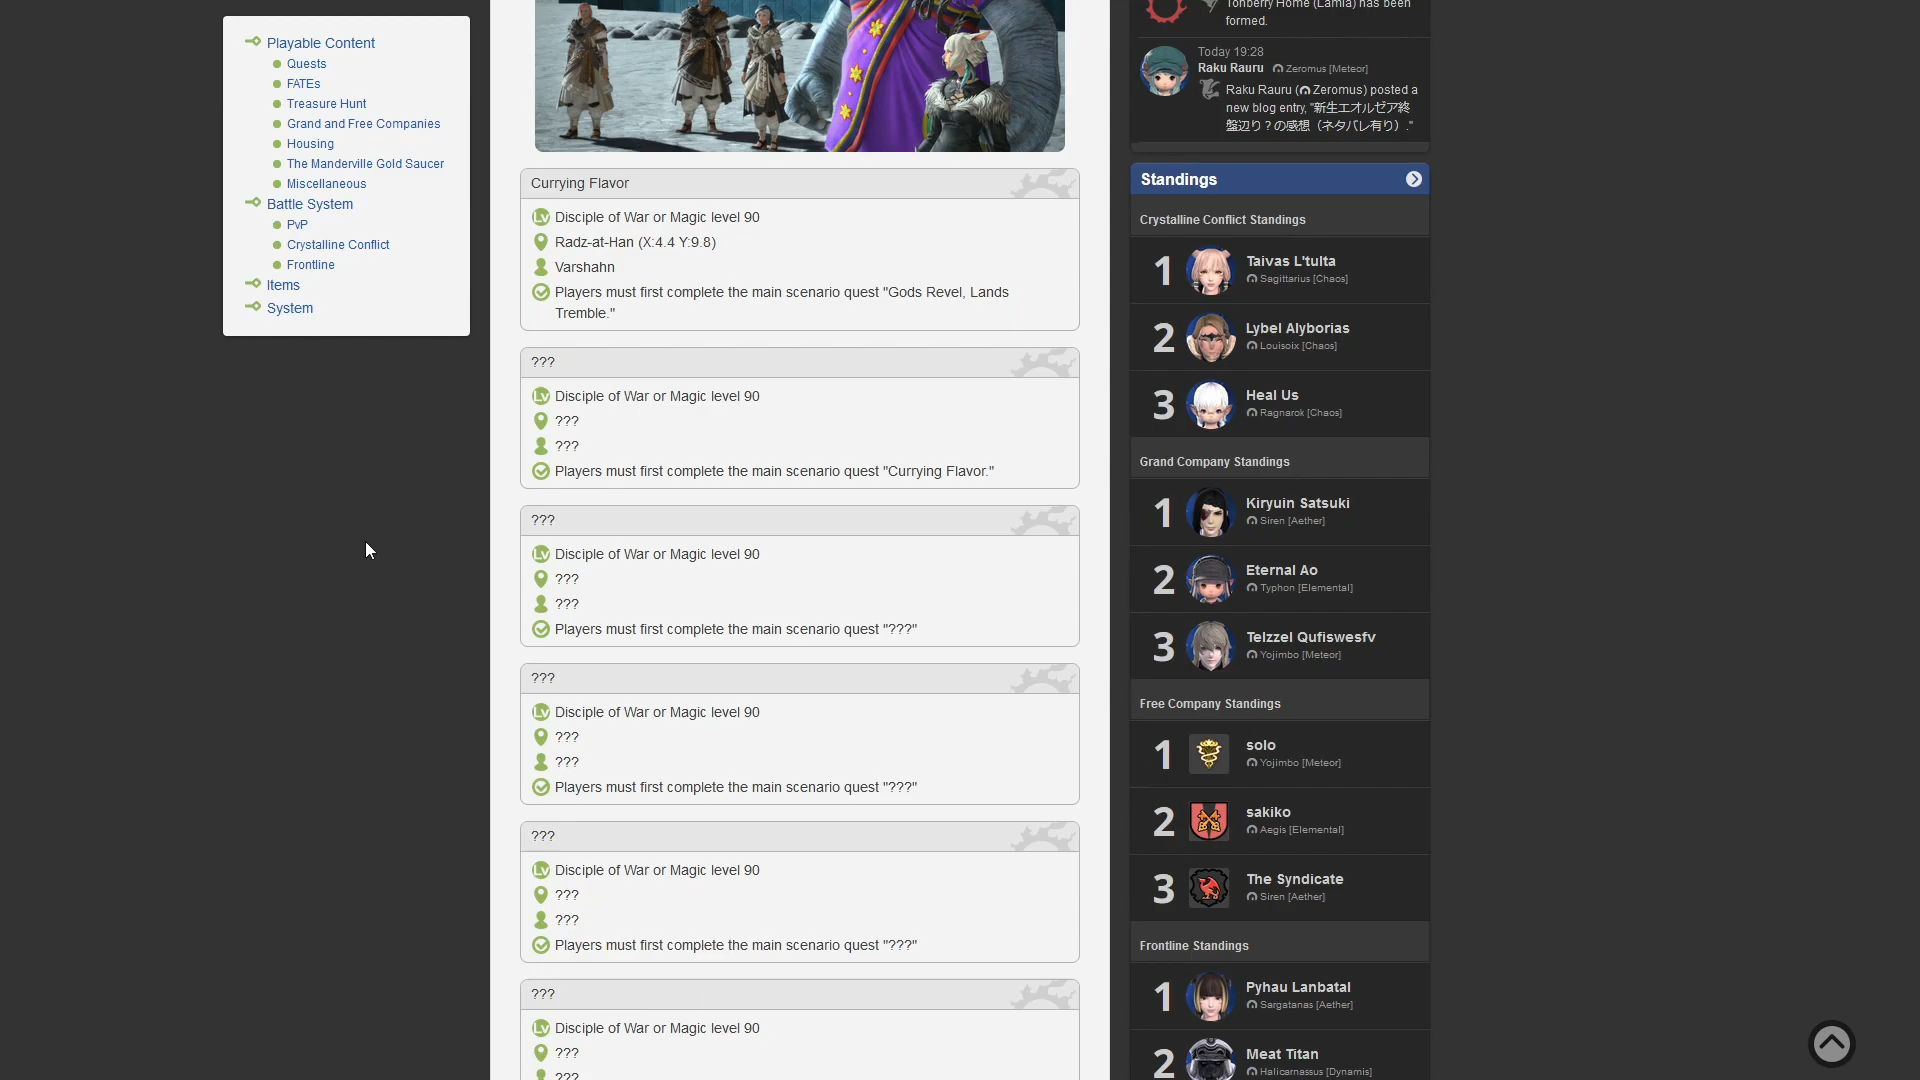 Playable Content
Quests
FATEs
Treasure Hunt
Grand and Free Companies
Housing
The Manderville Gold Saucer
Miscellaneous
Battle System
PvP
Crystalline Conflict
Frontline
Items
System
Currying Flavor
Lv Disciple of War or Magic level 90
Radz-at-Han (X:4.4 Y:9.8)
Varshahn
Players must first complete the main scenario quest "Gods Revel, Lands
Tremble."
???
Lv Disciple of War or Magic level 90
???
???
Players must first complete the main scenario quest "Currying Flavor."
???
Lv Disciple of War or Magic level 90
???
???
Players must first complete the main scenario quest "???"
???
Lv Disciple of War or Magic level 90
???
???
Players must first complete the main scenario quest "???"
???
Lv Disciple of War or Magic level 90
???
???
Players must first complete the main scenario quest "???"
???
Lv Disciple of War or Magic level 90
???
???
Tonberry Home (Lamia) has been
formed.
Today 19:28
Raku Rauru Zeromus [Meteor]
Raku Rauru (Zeromus) posted a
new blog entry, "新生エオルゼア終
盤辺り？の感想（ネタバレ有り）."
Standings
Crystalline Conflict Standings
1 Taivas L'tulta
Sagittarius [Chaos]
2 Lybel Alyborias
Louisoix [Chaos]
3 Heal Us
Ragnarok [Chaos]
Grand Company Standings
1 Kiryuin Satsuki
Siren [Aether]
2 Eternal Ao
Typhon [Elemental]
3 Telzzel Qufiswesfv
Yojimbo [Meteor]
Free Company Standings
1 solo
Yojimbo [Meteor]
2 sakiko
Aegis [Elemental]
3 The Syndicate
Siren [Aether]
Frontline Standings
1 Pyhau Lanbatal
Sargatanas [Aether]
2 Meat Titan
Halicarnassus [Dynamis]